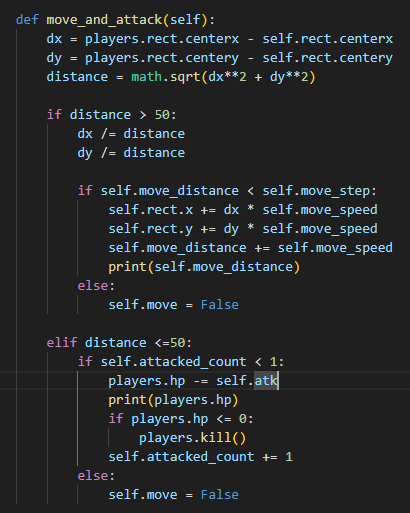 def move_and_attack(self):
    dx = players.rect.centerx - self.rect.centerx
    dy = players.rect.centery - self.rect.centery
    distance = math.sqrt(dx**2 + dy**2)

    if distance > 50:
        dx /= distance
        dy /= distance

        if self.move_distance < self.move_step:
            self.rect.x += dx * self.move_speed
            self.rect.y += dy * self.move_speed
            self.move_distance += self.move_speed
            print(self.move_distance)
        else:
            self.move = False

    elif distance <=50:
        if self.attacked_count < 1:
            players.hp -= self.atk
            print(players.hp)
            if players.hp <= 0:
                players.kill()
            self.attacked_count += 1
        else:
            self.move = False